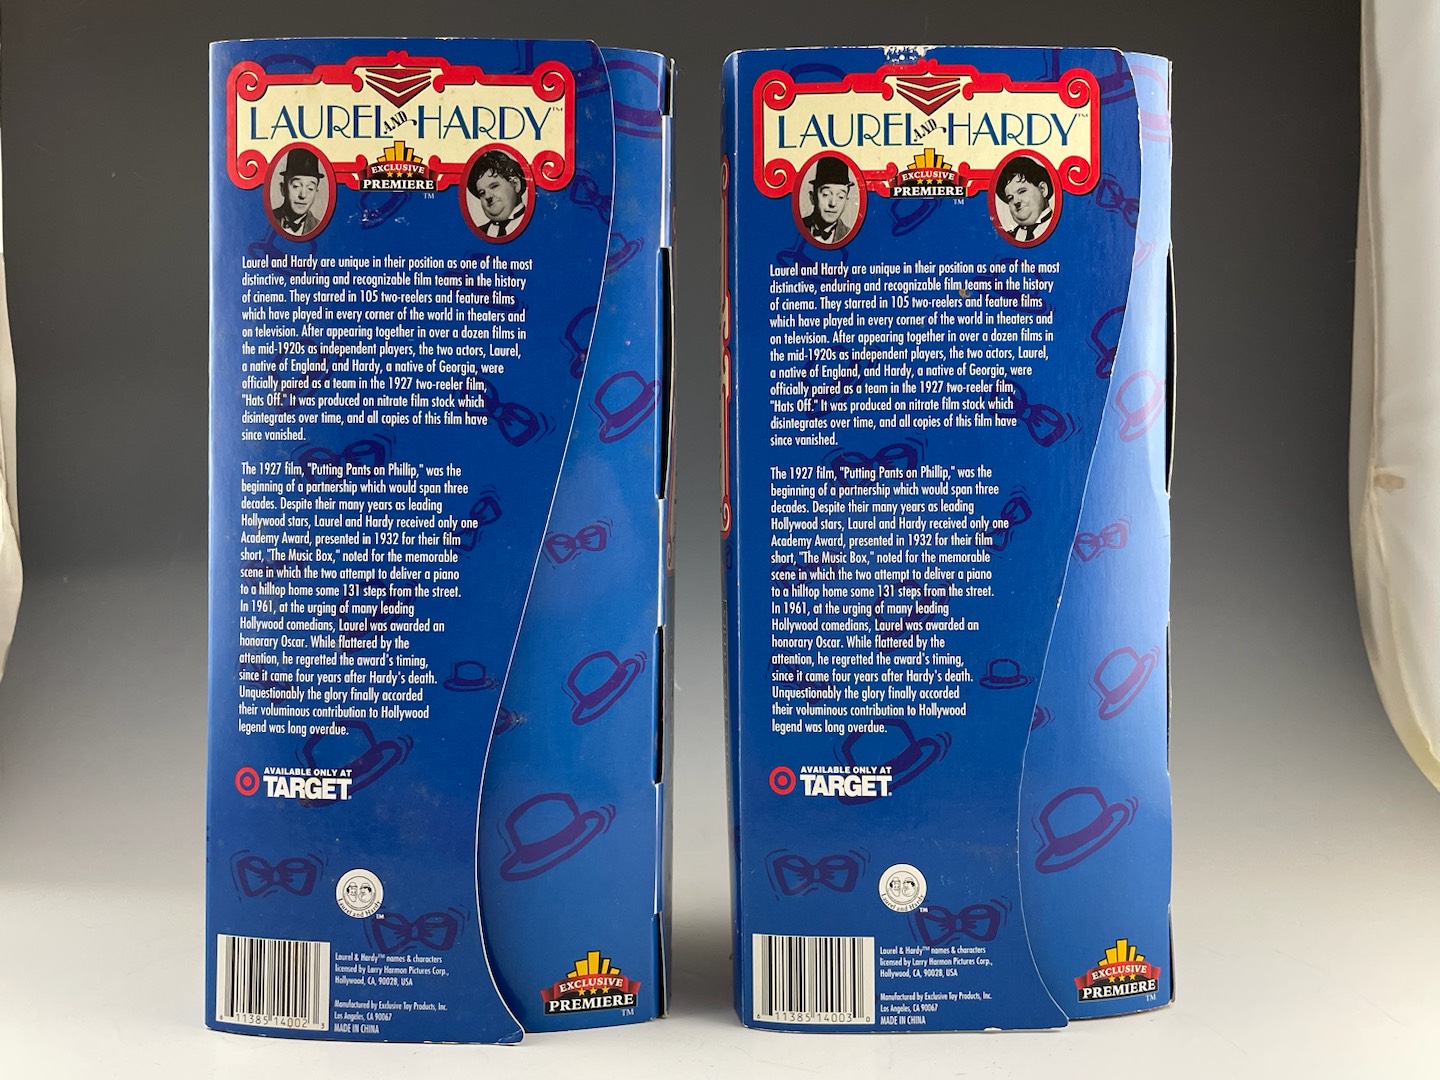 LAUREL AND HARDY™
EXCLUSIVE
PREMIERE
TM
Laurel and Hardy are unique in their position as one of the most
distinctive, enduring and recognizable film teams in the history
of cinema. They starred in 105 two-reelers and feature films
which have played in every corner of the world in theaters and
on television. After appearing together in over a dozen films in
the mid-1920s as independent players, the two actors, Laurel,
a native of England, and Hardy, a native of Georgia, were
officially paired as a team in the 1927 two-reeler film,
"Hats Off." It was produced on nitrate film stock which
disintegrates over time, and all copies of this film have
since vanished.
The 1927 film, "Putting Pants on Phillip," was the
beginning of a partnership which would span three
decades. Despite their many years as leading
Hollywood stars, Laurel and Hardy received only one
Academy Award, presented in 1932 for their film
short, "The Music Box," noted for the memorable
scene in which the two attempt to deliver a piano
to a hilltop home some 131 steps from the street.
In 1961, at the urging of many leading
Hollywood comedians, Laurel was awarded an
honorary Oscar. While flattered by the
attention, he regretted the award's timing,
since it came four years after Hardy's death.
Unquestionably the glory finally accorded
their voluminous contribution to Hollywood
legend was long overdue.
AVAILABLE ONLY AT
TARGET
Laurel and Hardy
TM
Laurel & Hardy™ names & characters
licensed by Larry Harmon Pictures Corp.,
Hollywood, CA, 90028, USA
Manufactured by Exclusive Toy Products, Inc.
Los Angeles, CA 90067
MADE IN CHINA
6 11385 14002 3
EXCLUSIVE
PREMIERE
TM
LAUREL AND HARDY™
EXCLUSIVE
PREMIERE
TM
Laurel and Hardy are unique in their position as one of the most
distinctive, enduring and recognizable film teams in the history
of cinema. They starred in 105 two-reelers and feature films
which have played in every corner of the world in theaters and
on television. After appearing together in over a dozen films in
the mid-1920s as independent players, the two actors, Laurel,
a native of England, and Hardy, a native of Georgia, were
officially paired as a team in the 1927 two-reeler film,
"Hats Off." It was produced on nitrate film stock which
disintegrates over time, and all copies of this film have
since vanished.
The 1927 film, "Putting Pants on Phillip," was the
beginning of a partnership which would span three
decades. Despite their many years as leading
Hollywood stars, Laurel and Hardy received only one
Academy Award, presented in 1932 for their film
short, "The Music Box," noted for the memorable
scene in which the two attempt to deliver a piano
to a hilltop home some 131 steps from the street.
In 1961, at the urging of many leading
Hollywood comedians, Laurel was awarded an
honorary Oscar. While flattered by the
attention, he regretted the award's timing,
since it came four years after Hardy's death.
Unquestionably the glory finally accorded
their voluminous contribution to Hollywood
legend was long overdue.
AVAILABLE ONLY AT
TARGET
Laurel and Hardy
TM
Laurel & Hardy™ names & characters
licensed by Larry Harmon Pictures Corp.,
Hollywood, CA, 90028, USA
Manufactured by Exclusive Toy Products, Inc.
Los Angeles, CA 90067
MADE IN CHINA
6 11385 14003 0
EXCLUSIVE
PREMIERE
TM